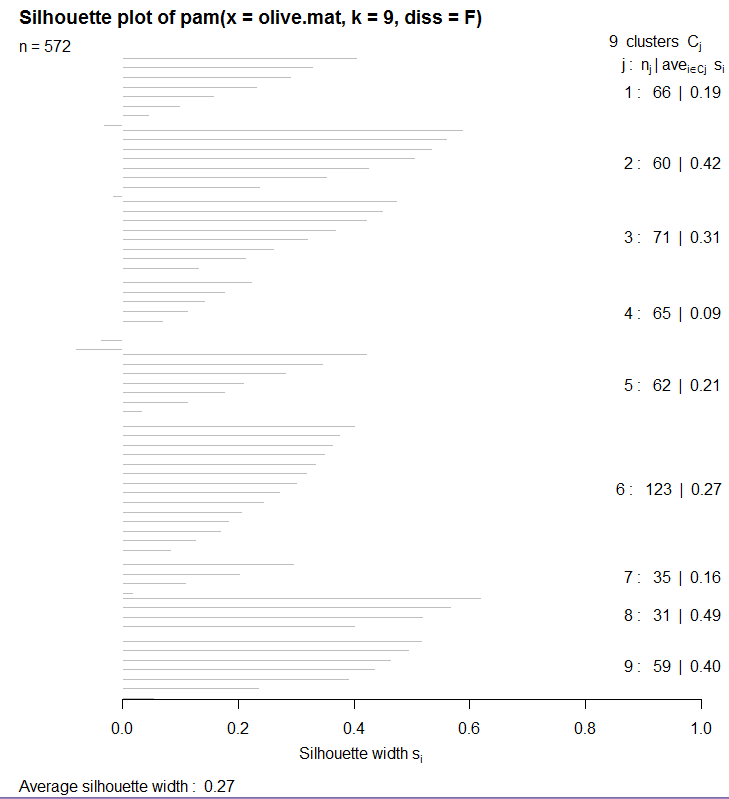 Silhouette plot of pam(x = olive.mat, k = 9, diss = F)
n = 572
9 clusters Cj
j : nj | avei∈Cj si
1 : 66 | 0.19
2 : 60 | 0.42
3 : 71 | 0.31
4 : 65 | 0.09
5 : 62 | 0.21
6 : 123 | 0.27
7 : 35 | 0.16
8 : 31 | 0.49
9 : 59 | 0.40
0.0 0.2 0.4 0.6 0.8 1.0
Silhouette width si
Average silhouette width : 0.27